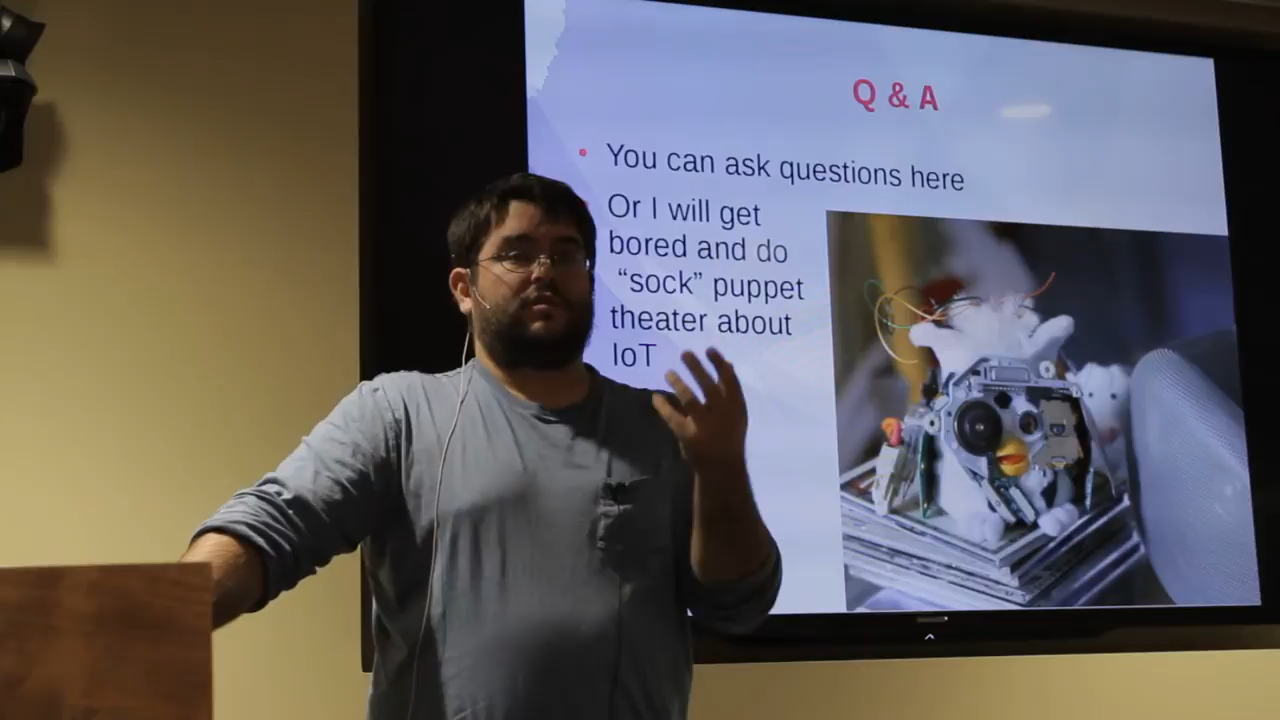 Q & A
You can ask questions here
Or I will get
bored and do
“sock” puppet
theater about
IoT